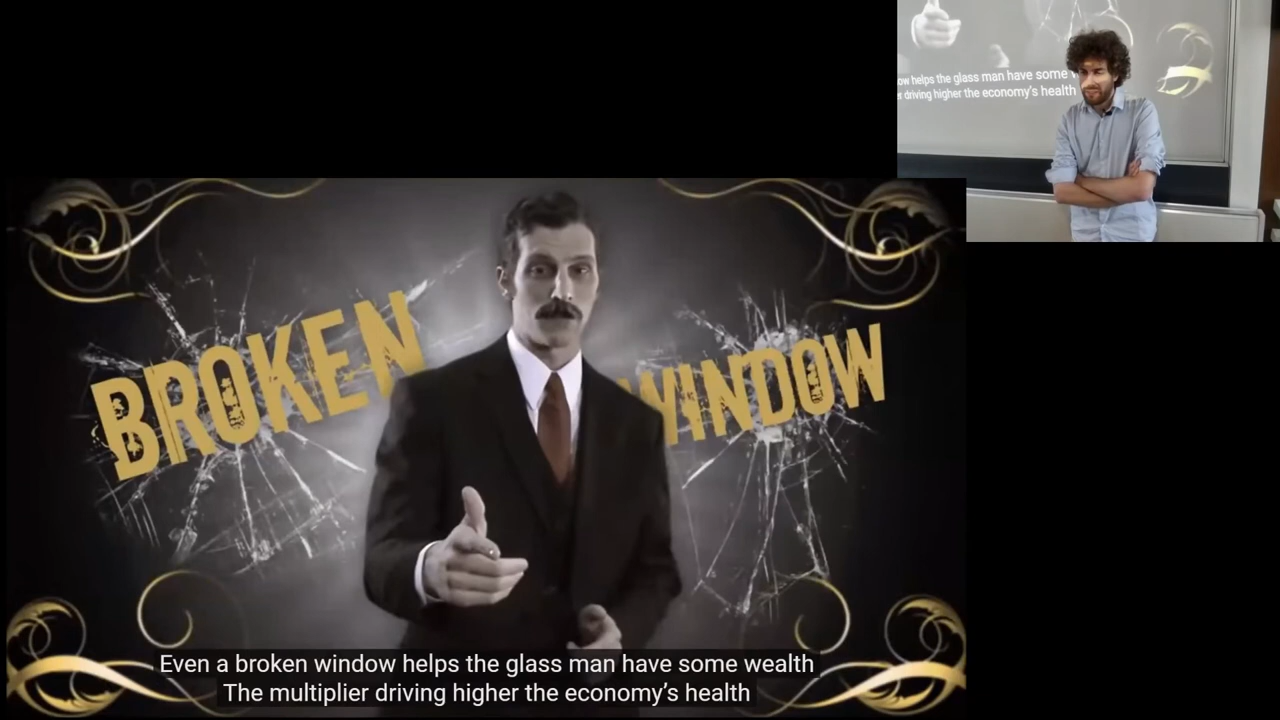 ow helps the glass man have some
r driving higher the economy's health
BROKEN
WINDOW
Even a broken window helps the glass man have some wealth
The multiplier driving higher the economy's health